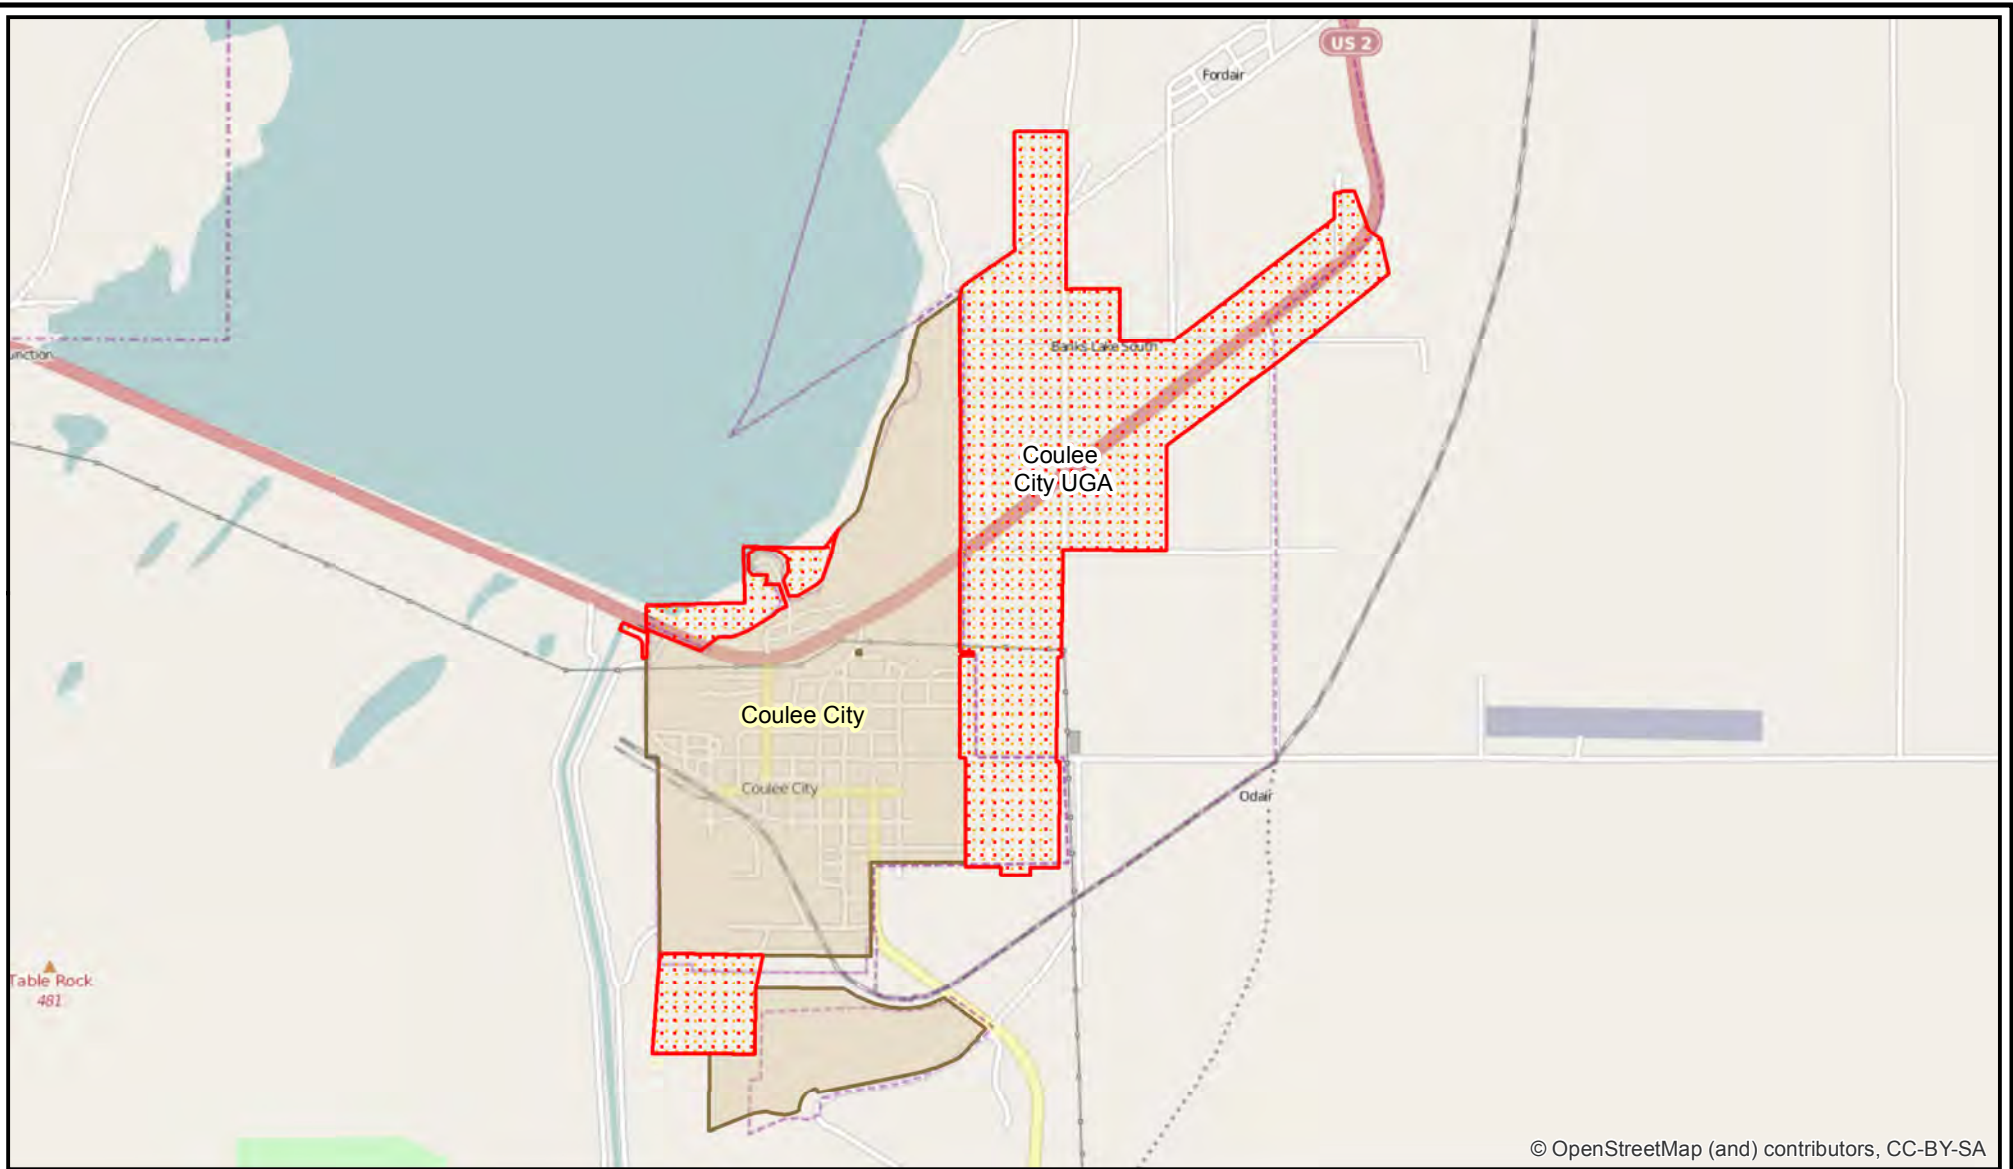 US 2
Fordair
Banks Lake South
Coulee
City UGA
Coulee City
Coulee City
Odair
Table Rock
481
© OpenStreetMap (and) contributors, CC-BY-SA